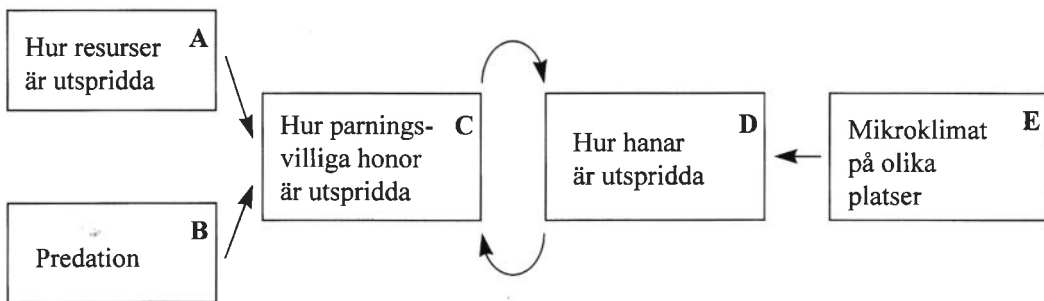 Hur resurser
är utspridda
A
Predation
B
Hur parnings-
villiga honor
är utspridda
C
Hur hanar
är utspridda
D
Mikroklimat
på olika
platser
E